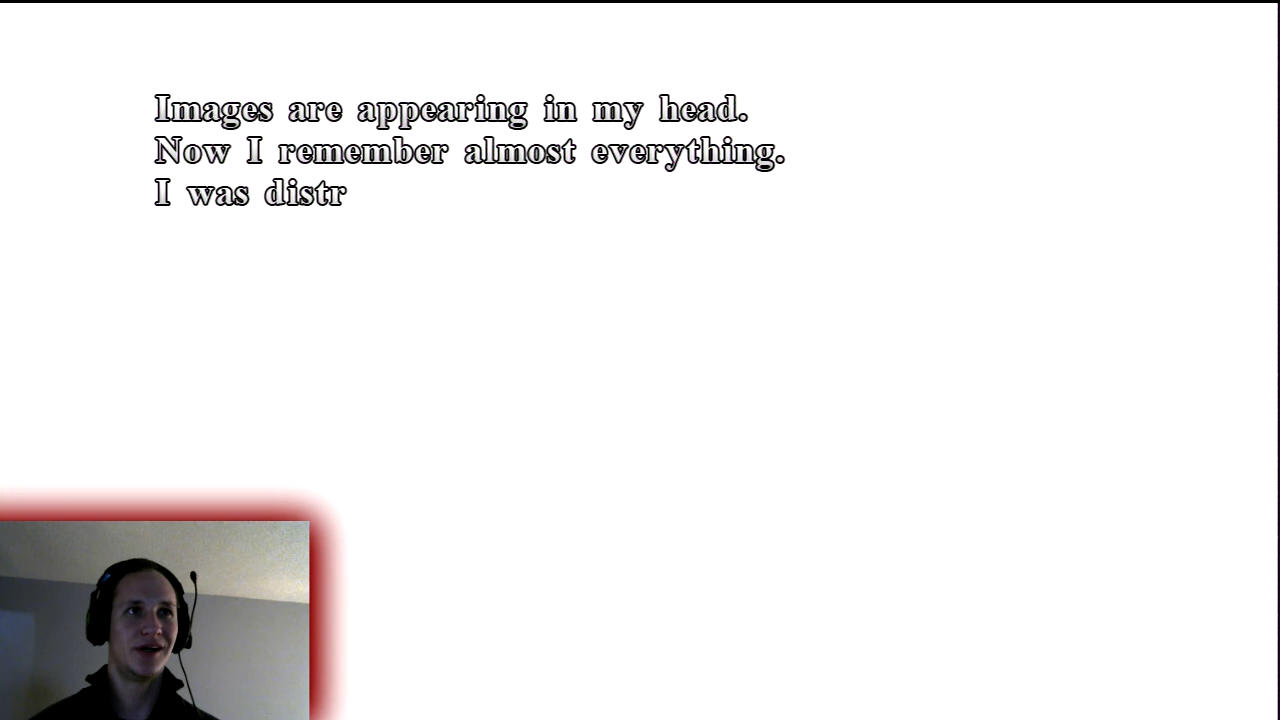 Images are appearing in my head.
Now I remember almost everything.
I was distr